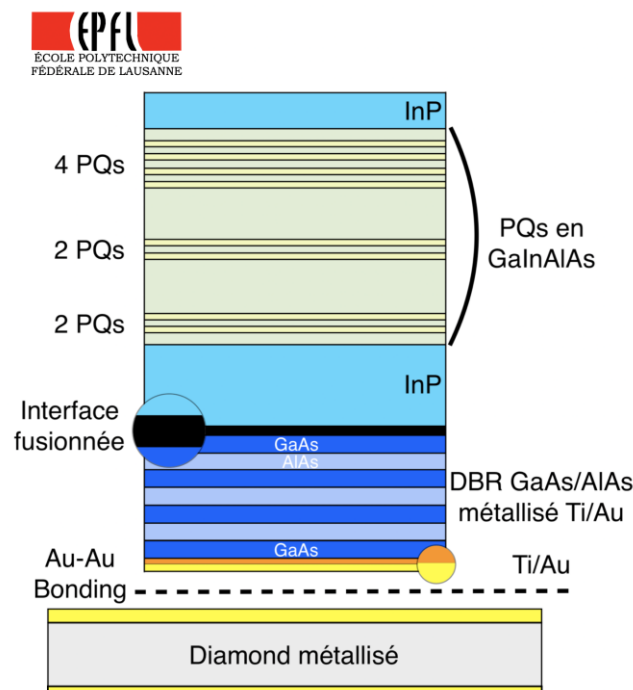 EPFL
ÉCOLE POLYTECHNIQUE
FÉDÉRALE DE LAUSANNE
InP
4 PQs
2 PQs
PQs en
GaInAlAs
2 PQs
InP
Interface
fusionnée
GaAs
AlAs
DBR GaAs/AlAs
métallisé Ti/Au
GaAs
Au-Au
Bonding
Ti/Au
Diamond métallisé